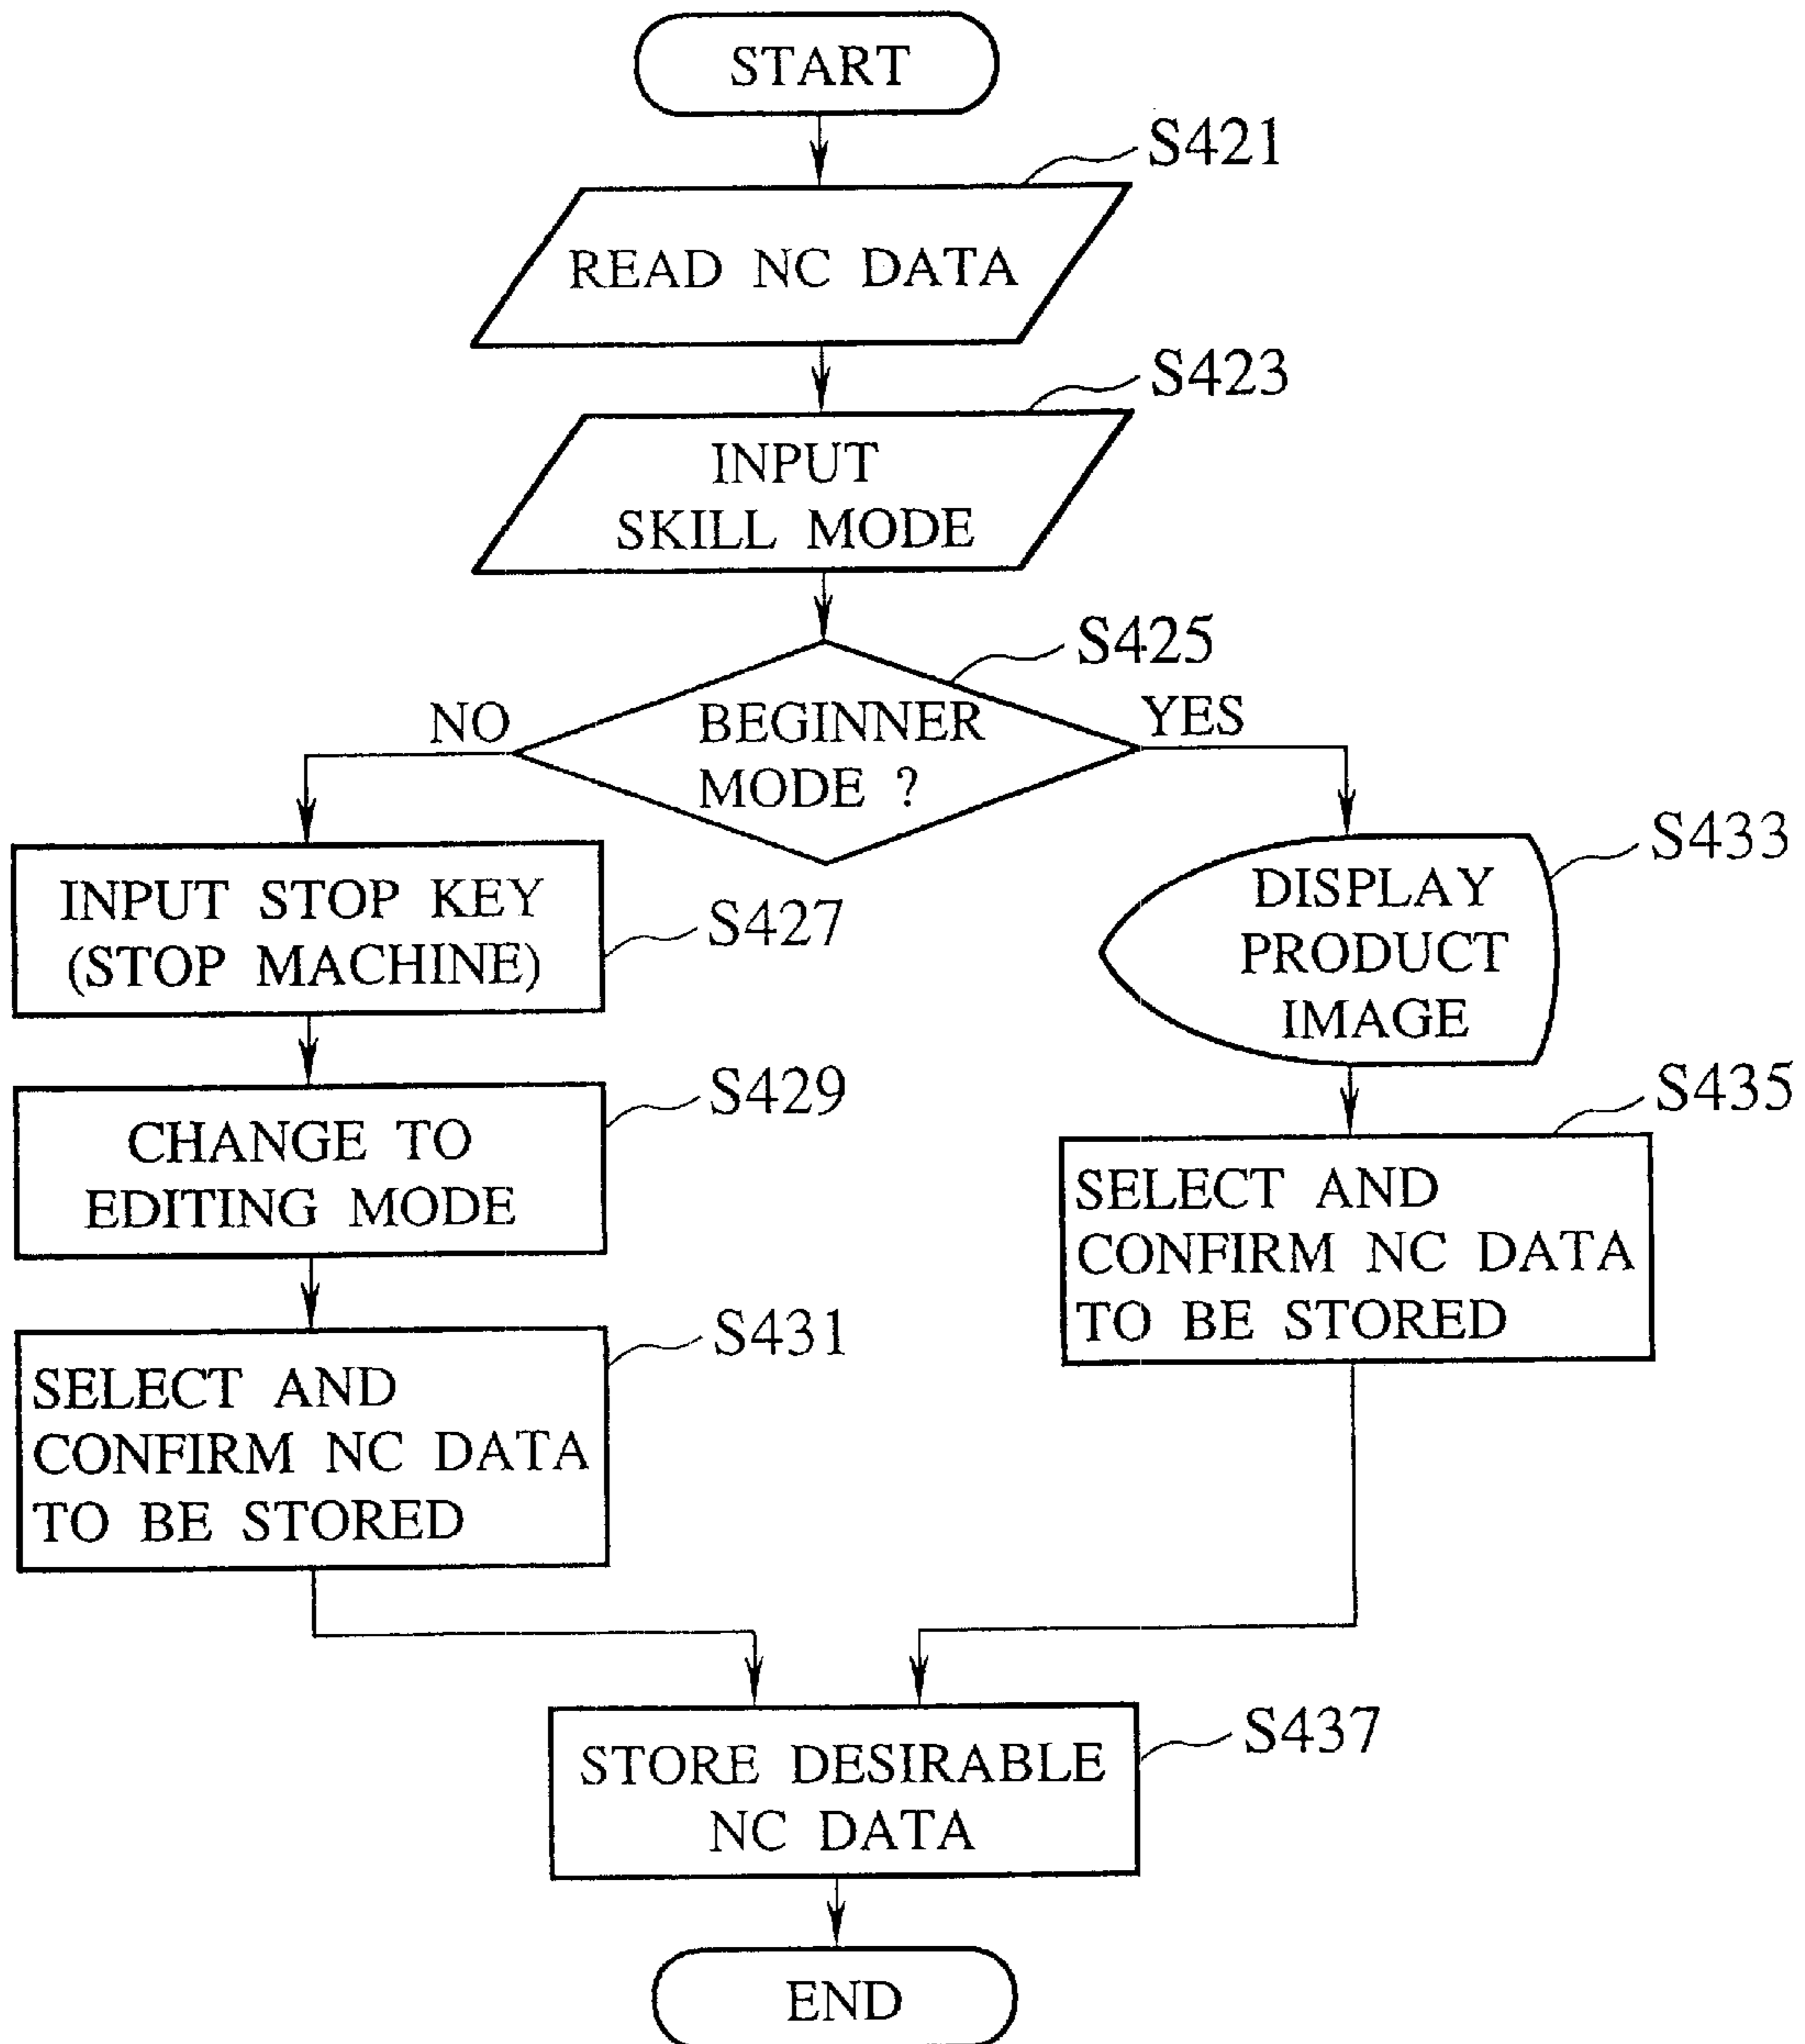 START
S421
READ NC DATA
S423
INPUT
SKILL MODE
S425
NO
BEGINNER
MODE ?
YES
INPUT STOP KEY
(STOP MACHINE)
S427
S433
DISPLAY
PRODUCT
IMAGE
S429
CHANGE TO
EDITING MODE
S435
SELECT AND
CONFIRM NC DATA
TO BE STORED
S431
SELECT AND
CONFIRM NC DATA
TO BE STORED
S437
STORE DESIRABLE
NC DATA
END